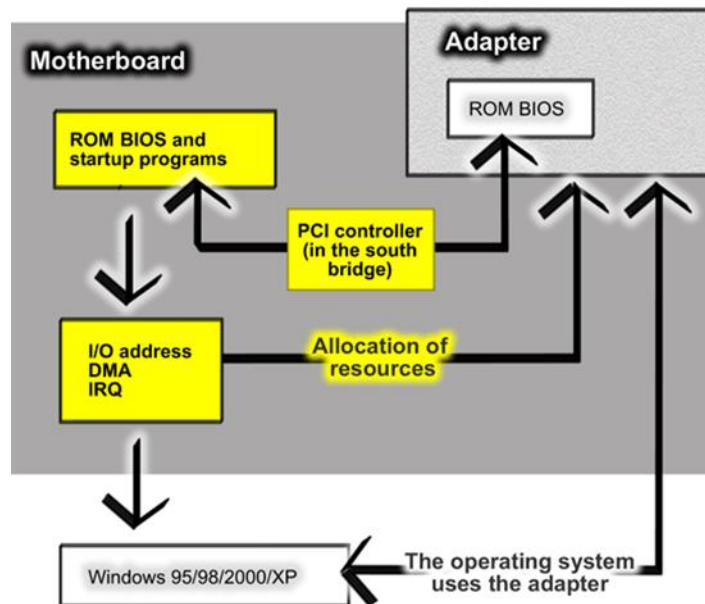 Motherboard
Adapter
ROM BIOS
ROM BIOS and
startup programs
PCI controller
(in the south
bridge)
I/O address
DMA
IRQ
Allocation of
resources
Windows 95/98/2000/XP
The operating system
uses the adapter